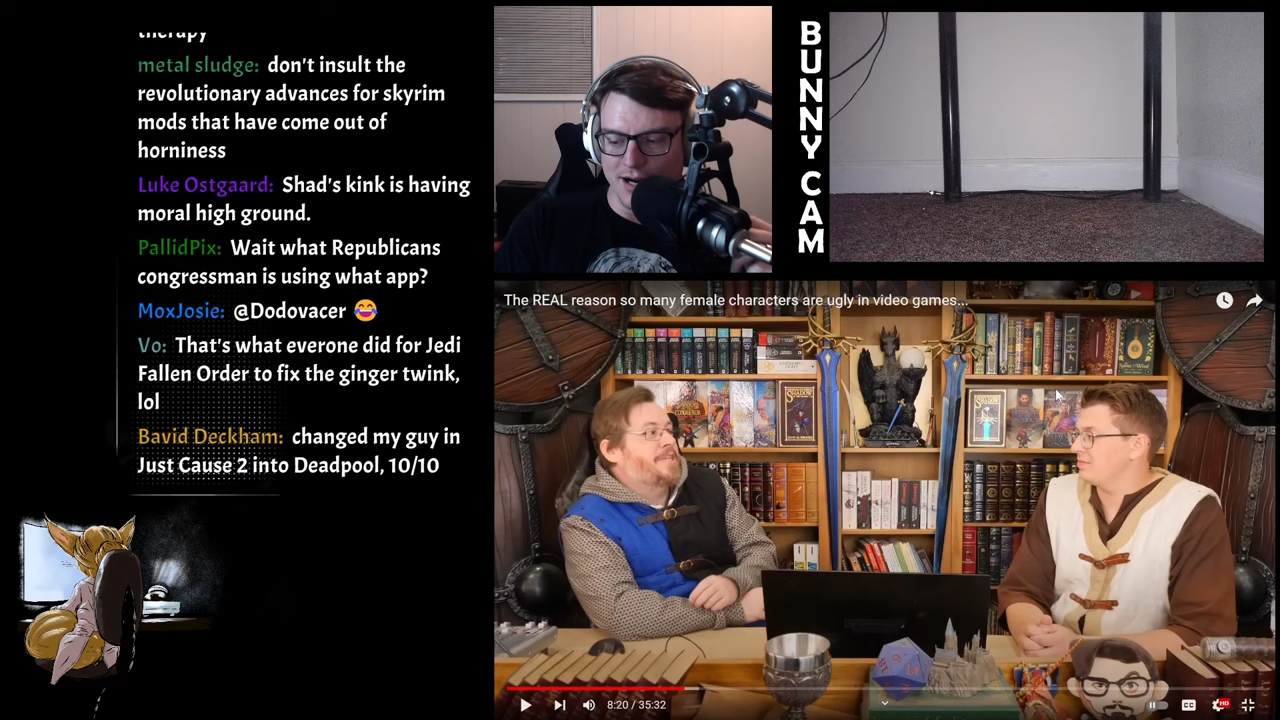 therapy
metal sludge: don't insult the
revolutionary advances for skyrim
mods that have come out of
horniness
Luke Ostgaard: Shad's kink is having
moral high ground.
PallidPix: Wait what Republicans
congressman is using what app?
MoxJosie: @Dodovacer 😂
Vo: That's what everone did for Jedi
Fallen Order to fix the ginger twink,
lol
Bavid Deckham: changed my guy in
Just Cause 2 into Deadpool, 10/10
BUNNY CAM
The REAL reason so many female characters are ugly in video games...
8:20 / 35:32
CC
HD